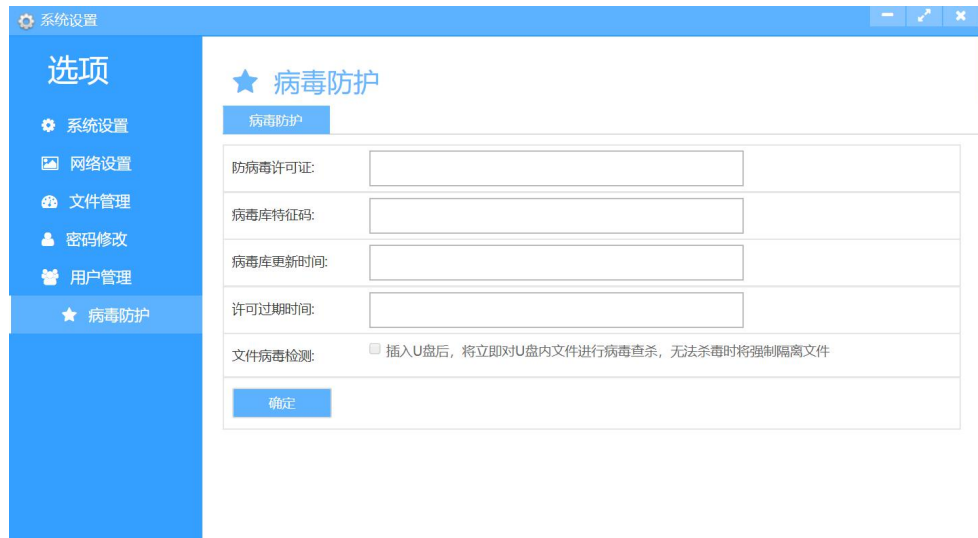 系统设置
选项
系统设置
网络设置
文件管理
密码修改
用户管理
病毒防护
病毒防护
病毒防护
防病毒许可证:
病毒库特征码:
病毒库更新时间:
许可过期时间:
文件病毒检测:
插入U盘后，将立即对U盘内文件进行病毒查杀，无法杀毒时将强制隔离文件
确定